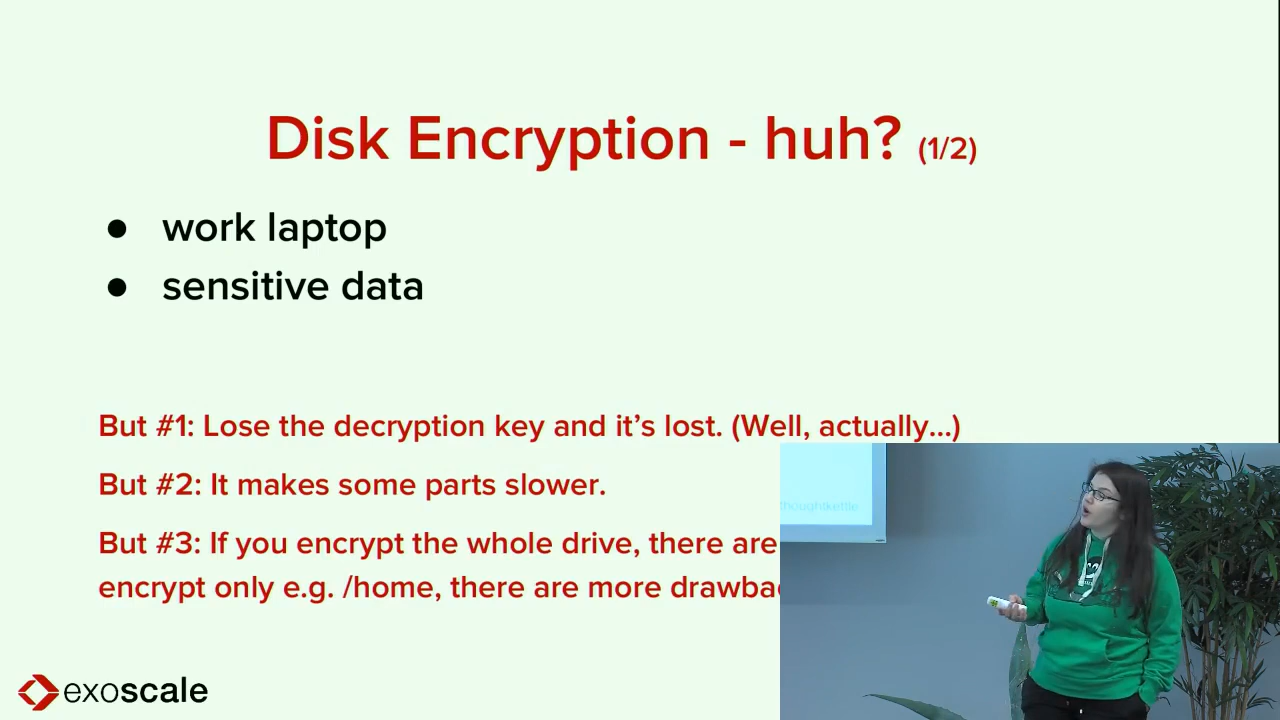 Disk Encryption - huh? (1/2)
● work laptop
● sensitive data
But #1: Lose the decryption key and it's lost. (Well, actually...)
But #2: It makes some parts slower.
But #3: If you encrypt the whole drive, there are
encrypt only e.g. /home, there are more
thoughtkettle
exoscale